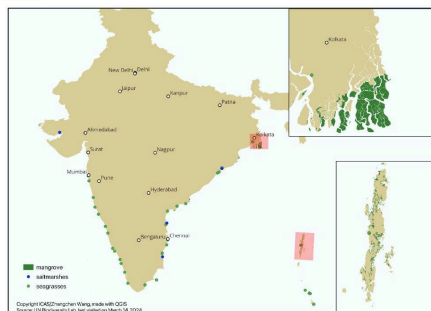 Kolkata
New Delhi
Delhi
Jaipur
Kanpur
Patna
Ahmedabad
Kolkata
Surat
Nagpur
Mumbai
Pune
Hyderabad
Bengaluru
Chennai
mangrove
saltmarshes
seagrasses
Copyright ICAS/Zhengchen Wang, made with QGIS
Source: UN Biodiversity Lab, last visited on March 14, 2024